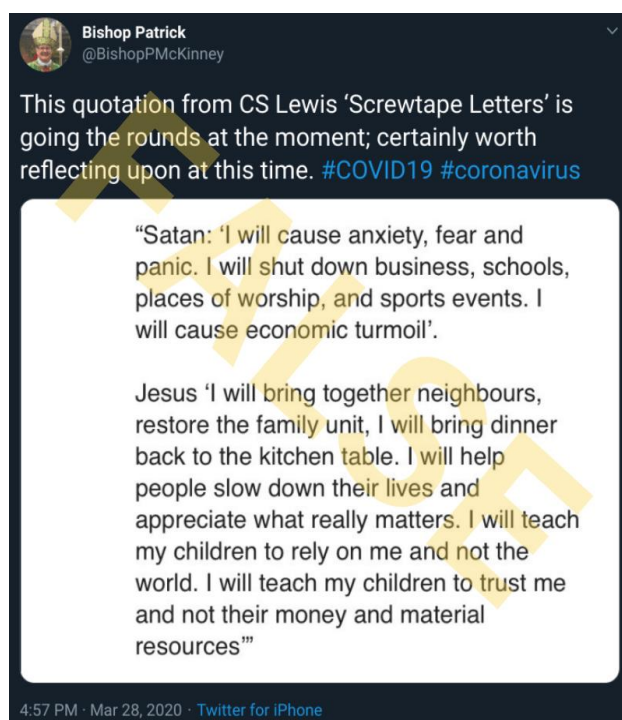 Bishop Patrick
@BishopPMcKinney
This quotation from CS Lewis ‘Screwtape Letters’ is
going the rounds at the moment; certainly worth
reflecting upon at this time. #COVID19 #coronavirus
“Satan: ‘I will cause anxiety, fear and
panic. I will shut down business, schools,
places of worship, and sports events. I
will cause economic turmoil’.
Jesus ‘I will bring together neighbours,
restore the family unit, I will bring dinner
back to the kitchen table. I will help
people slow down their lives and
appreciate what really matters. I will teach
my children to rely on me and not the
world. I will teach my children to trust me
and not their money and material
resources’”
4:57 PM · Mar 28, 2020 · Twitter for iPhone
FALSE